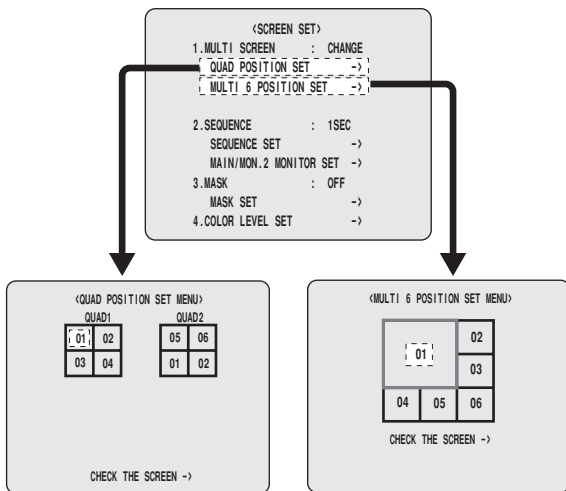 <SCREEN SET>
1.MULTI SCREEN : CHANGE
QUAD POSITION SET ->
MULTI 6 POSITION SET ->
2.SEQUENCE : 1SEC
SEQUENCE SET ->
MAIN/MON.2 MONITOR SET ->
3.MASK : OFF
MASK SET ->
4.COLOR LEVEL SET ->
<QUAD POSITION SET MENU>
QUAD1 QUAD2
01 02 05 06
03 04 01 02
CHECK THE SCREEN ->
<MULTI 6 POSITION SET MENU>
01 02
03
04 05 06
CHECK THE SCREEN ->